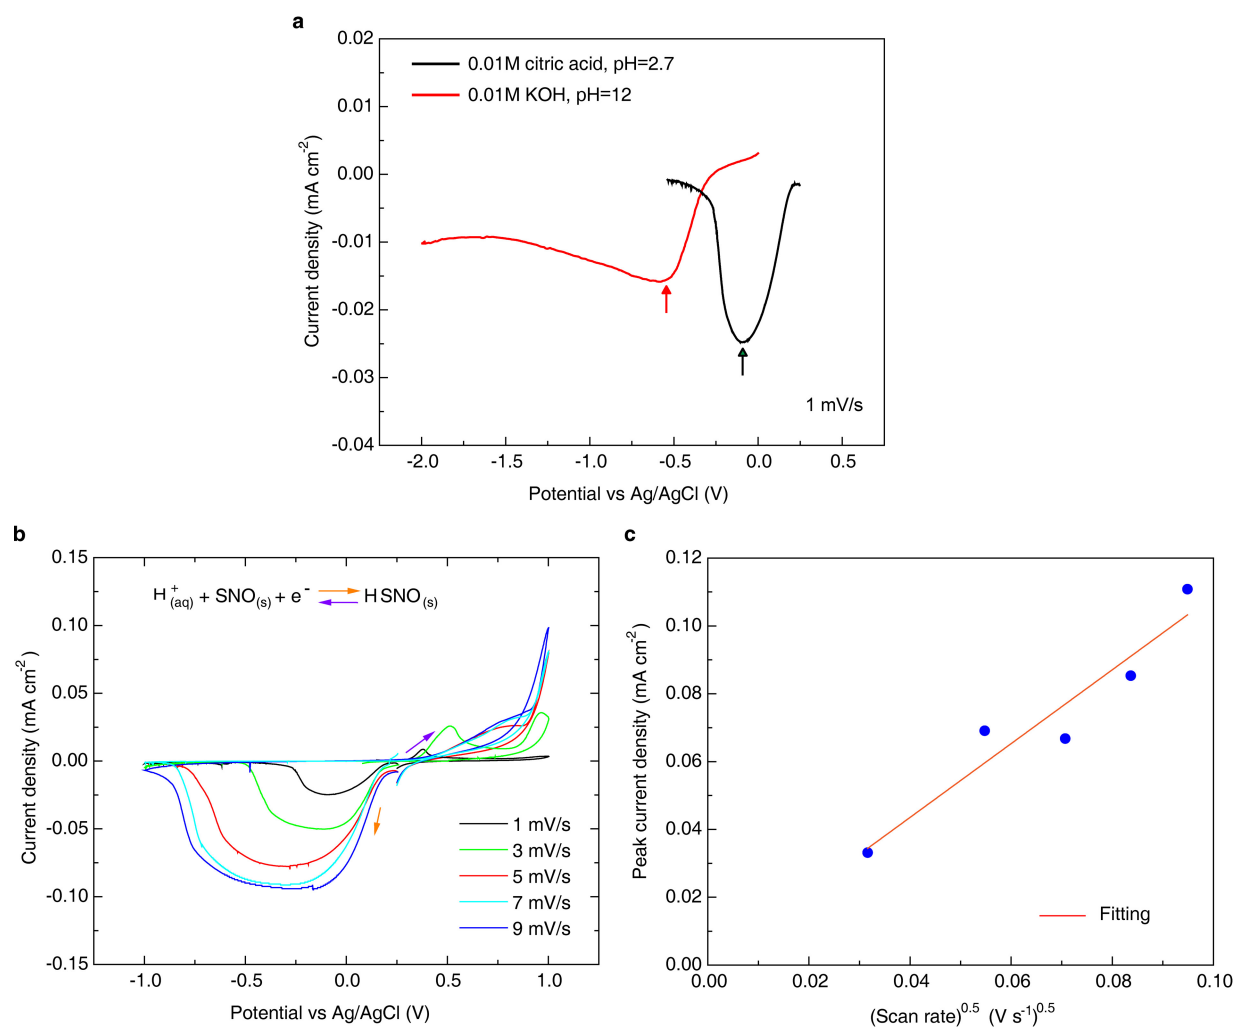 a
0.02
0.01
0.00
-0.01
-0.02
-0.03
-0.04
Current density (mA cm-2)
0.01M citric acid, pH=2.7
0.01M KOH, pH=12
1 mV/s
-2.0 -1.5 -1.0 -0.5 0.0 0.5
Potential vs Ag/AgCl (V)
b
0.15
0.10
0.05
0.00
-0.05
-0.10
-0.15
Current density (mA cm-2)
H+(aq) + SNO(s) + e- HSNO(s)
1 mV/s
3 mV/s
5 mV/s
7 mV/s
9 mV/s
-1.0 -0.5 0.0 0.5 1.0
Potential vs Ag/AgCl (V)
c
0.12
0.10
0.08
0.06
0.04
0.02
0.00
Peak current density (mA cm-2)
Fitting
0.00 0.02 0.04 0.06 0.08 0.10
(Scan rate)0.5 (V s-1)0.5